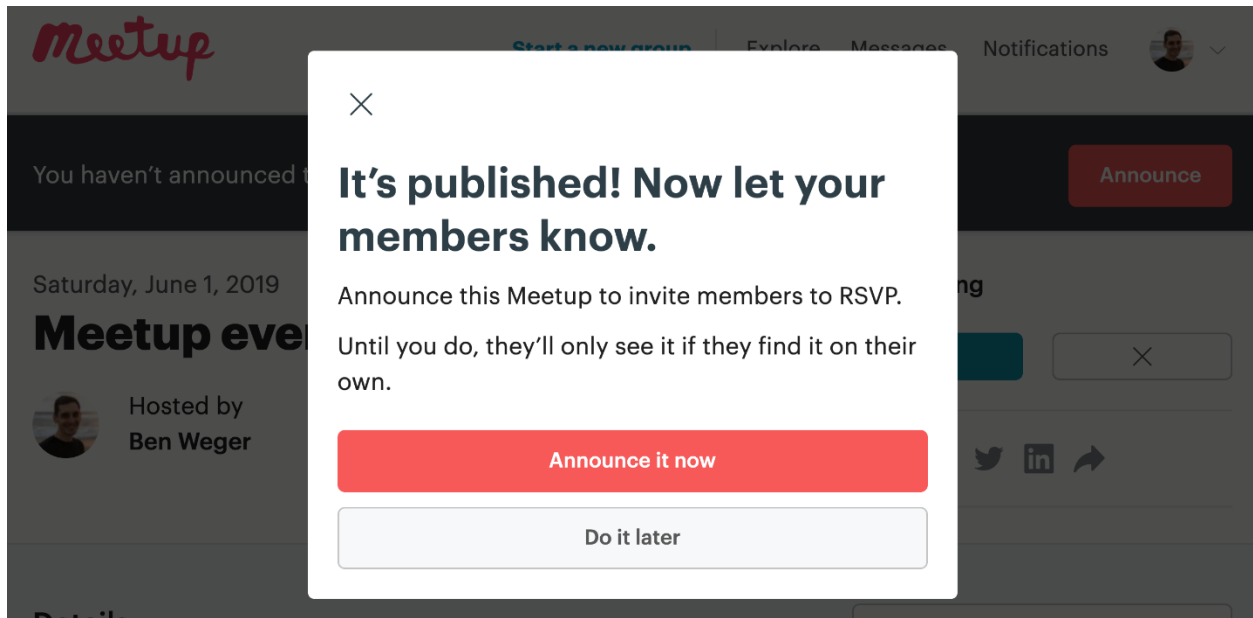 Meetup
Start a new group Explore Messages Notifications
You haven’t announced
Announce
It’s published! Now let your
members know.
Announce this Meetup to invite members to RSVP.
Until you do, they’ll only see it if they find it on their
own.
Announce it now
Do it later
Saturday, June 1, 2019
Meetup
Hosted by
Ben Weger
in
Details